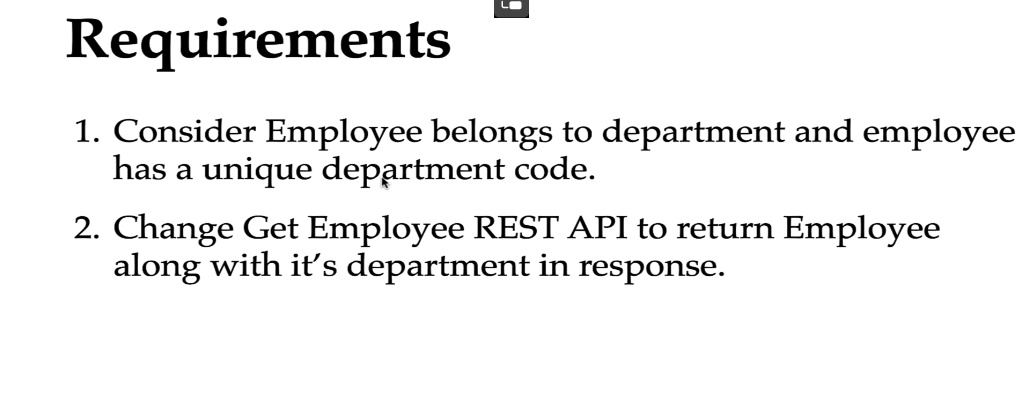 Requirements
1. Consider Employee belongs to department and employee
has a unique department code.
2. Change Get Employee REST API to return Employee
along with it's department in response.